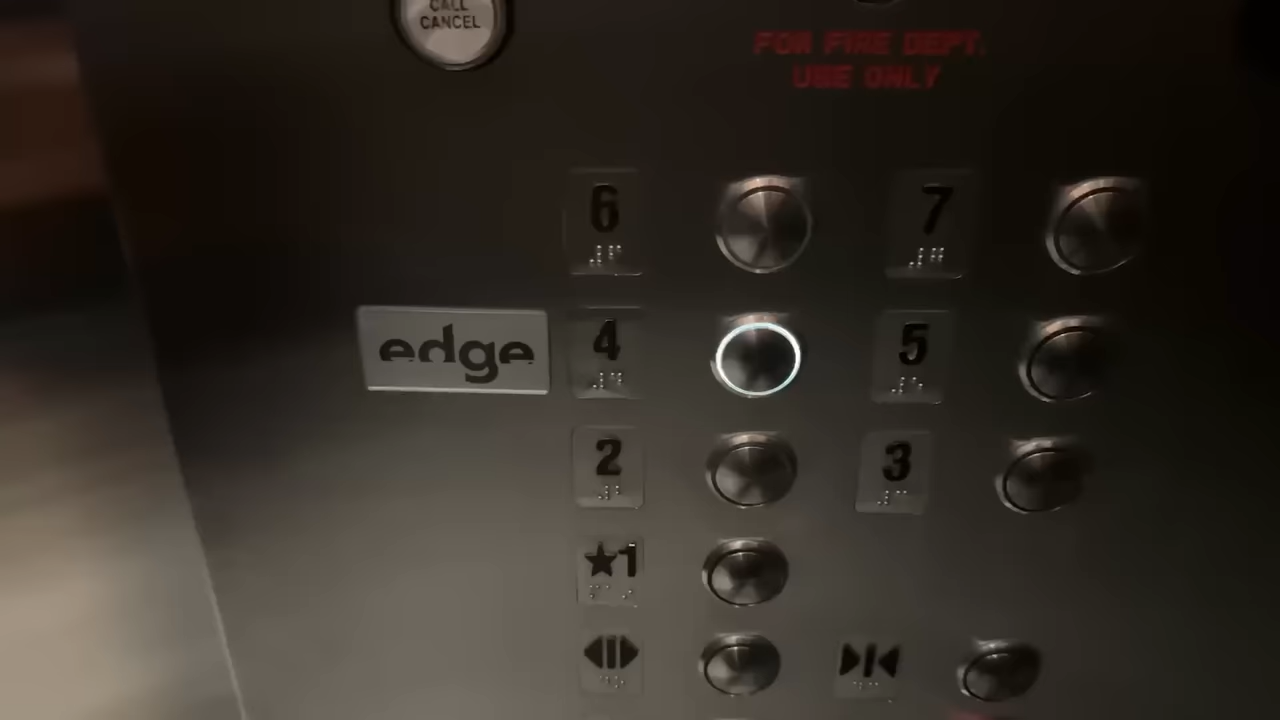 CALL
CANCEL
FOR FIRE DEPT.
USE ONLY
6
7
edge
4
5
2
3
★1